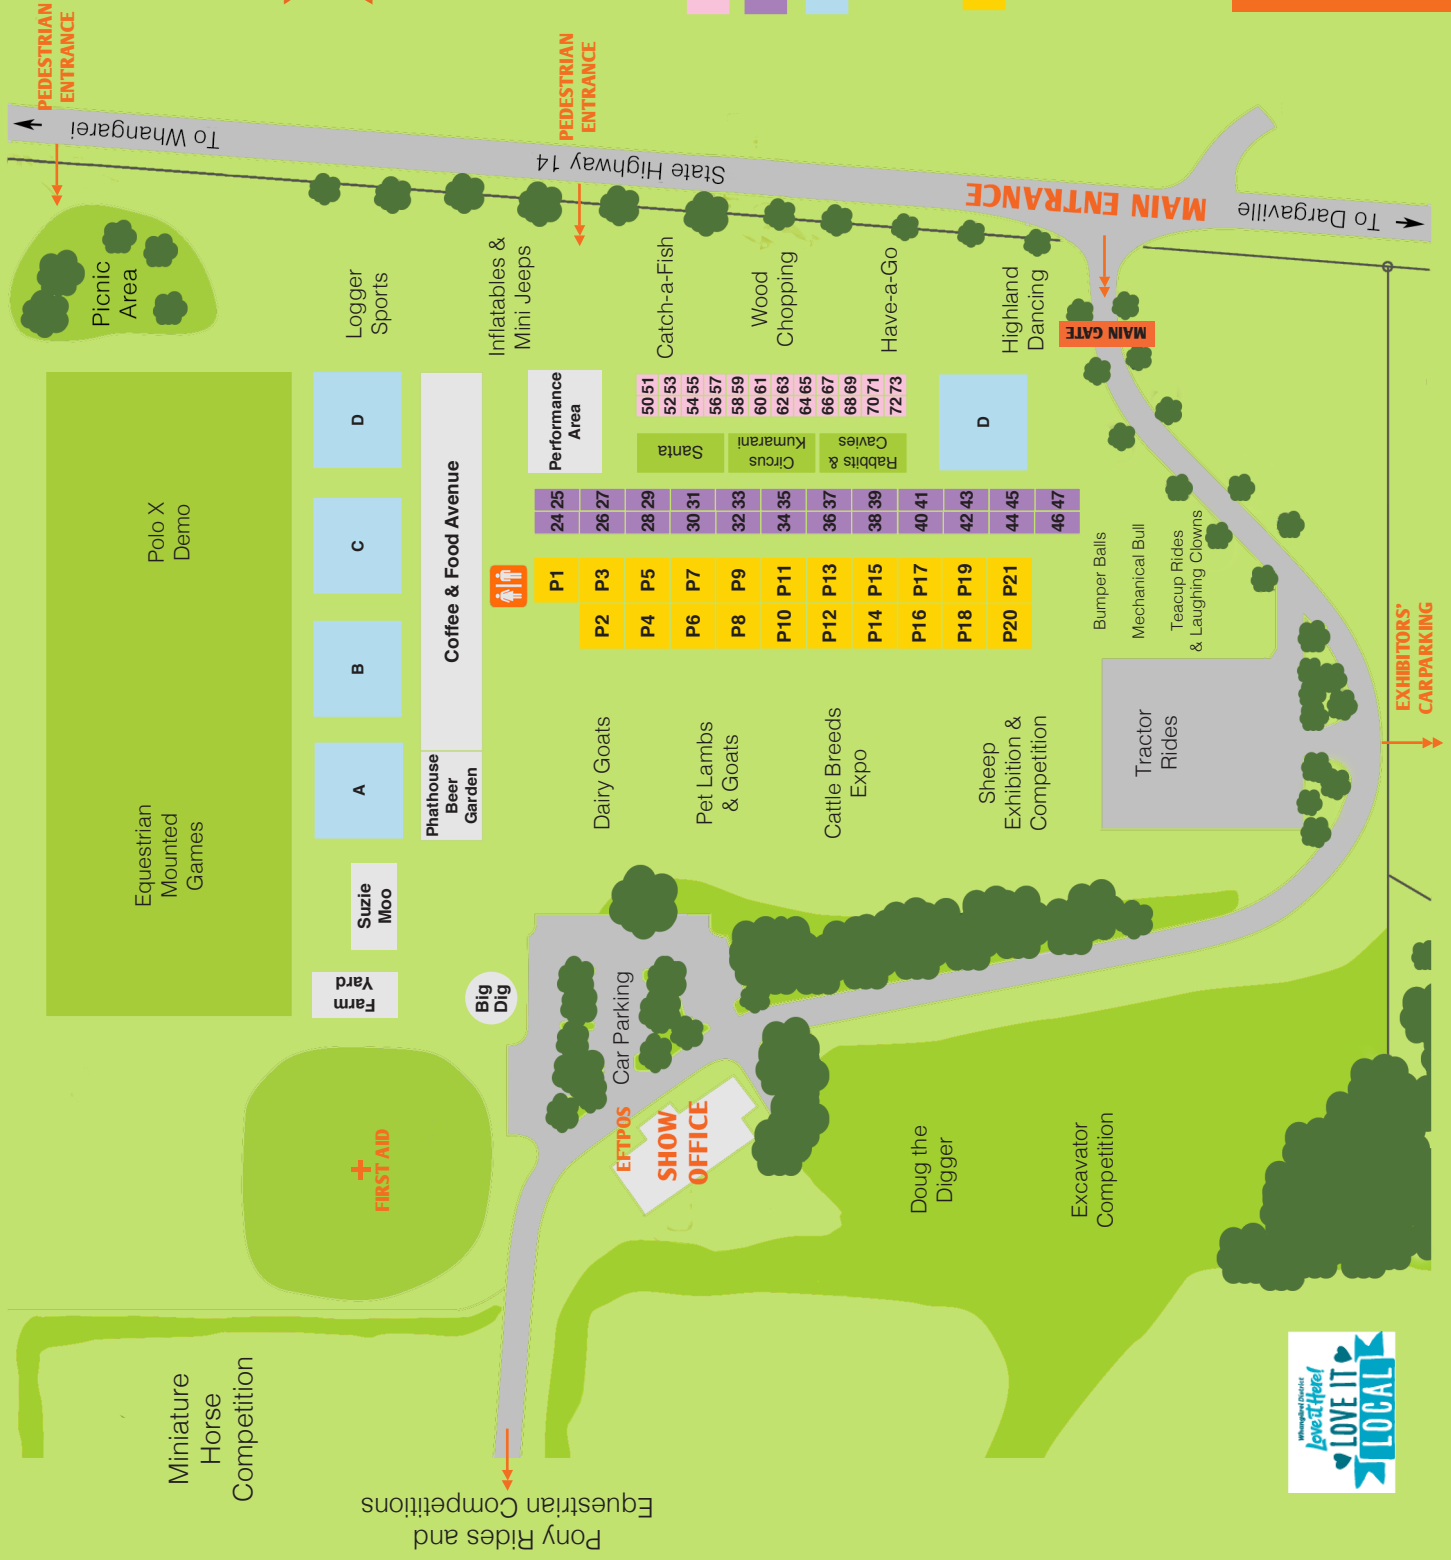 PEDESTRIAN
ENTRANCE
PEDESTRIAN
ENTRANCE
To Whangarei
State Highway 14
MAIN ENTRANCE
To Dargaville
Picnic
Area
Logger
Sports
Inflatables &
Mini Jeeps
Catch-a-Fish
Wood
Chopping
Have-a-Go
Highland
Dancing
MAIN GATE
Polo X
Demo
Equestrian
Mounted
Games
D
C
B
A
Coffee & Food Avenue
Phathouse
Beer
Garden
Performance
Area
50 51
52 53
54 55
56 57
58 59
60 61
62 63
64 65
66 67
68 69
70 71
72 73
Santa
Circus
Kumarani
Rabbits &
Cavies
D
24 25
26 27
28 29
30 31
32 33
34 35
36 37
38 39
40 41
42 43
44 45
46 47
P1
P2 P3
P4 P5
P6 P7
P8 P9
P10 P11
P12 P13
P14 P15
P16 P17
P18 P19
P20 P21
Bumper Balls
Mechanical Bull
Teacup Rides
& Laughing Clowns
Dairy Goats
Pet Lambs
& Goats
Cattle Breeds
Expo
Sheep
Exhibition &
Competition
Tractor
Rides
EXHIBITORS'
CARPARKING
Suzie
Moo
Farm
Yard
Big
Dig
Car Parking
FIRST AID
EFTPOS
SHOW
OFFICE
Doug the
Digger
Excavator
Competition
Miniature
Horse
Competition
Pony Rides and
Equestrian Competitions
Whangarei District
Love it Here!
LOVE IT
LOCAL